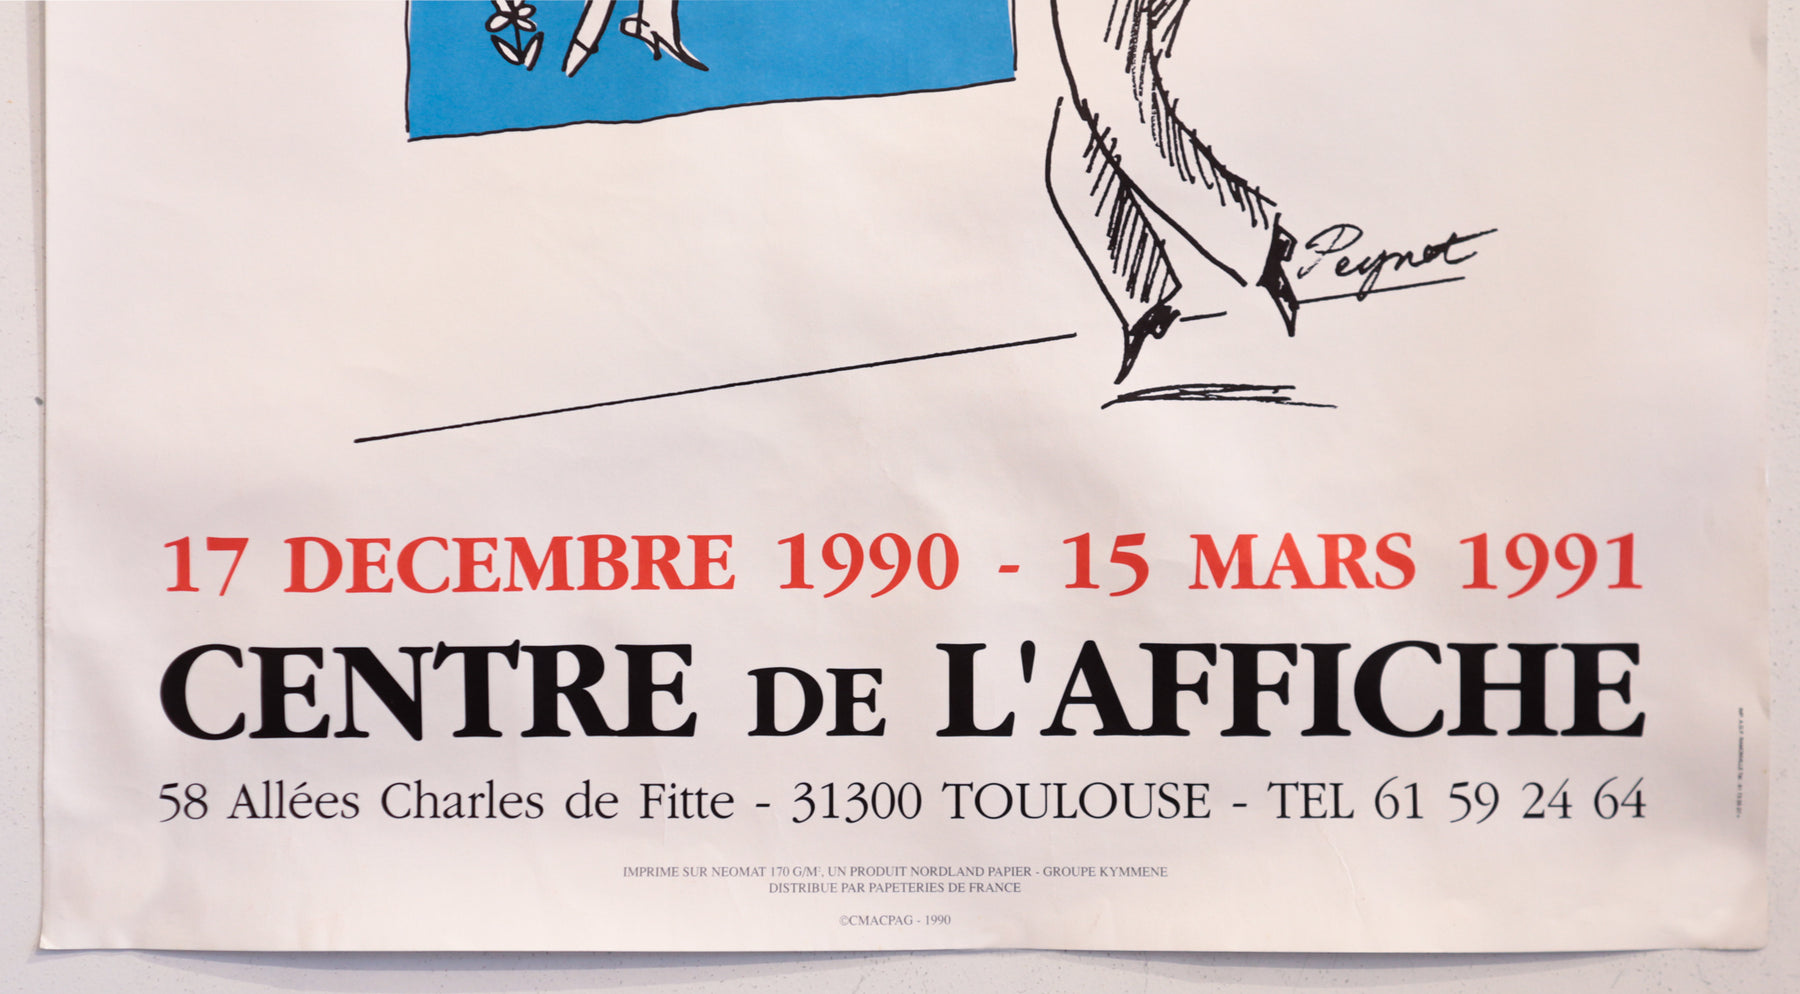 Peynet
17 DECEMBRE 1990 - 15 MARS 1991
CENTRE DE L'AFFICHE
58 Allées Charles de Fitte - 31300 TOULOUSE - TEL 61 59 24 64
IMPRIME SUR NEOMAT 170 G/M², UN PRODUIT NORDLAND PAPIER - GROUPE KYMMENE
DISTRIBUE PAR PAPETERIES DE FRANCE
©CMACPAG - 1990